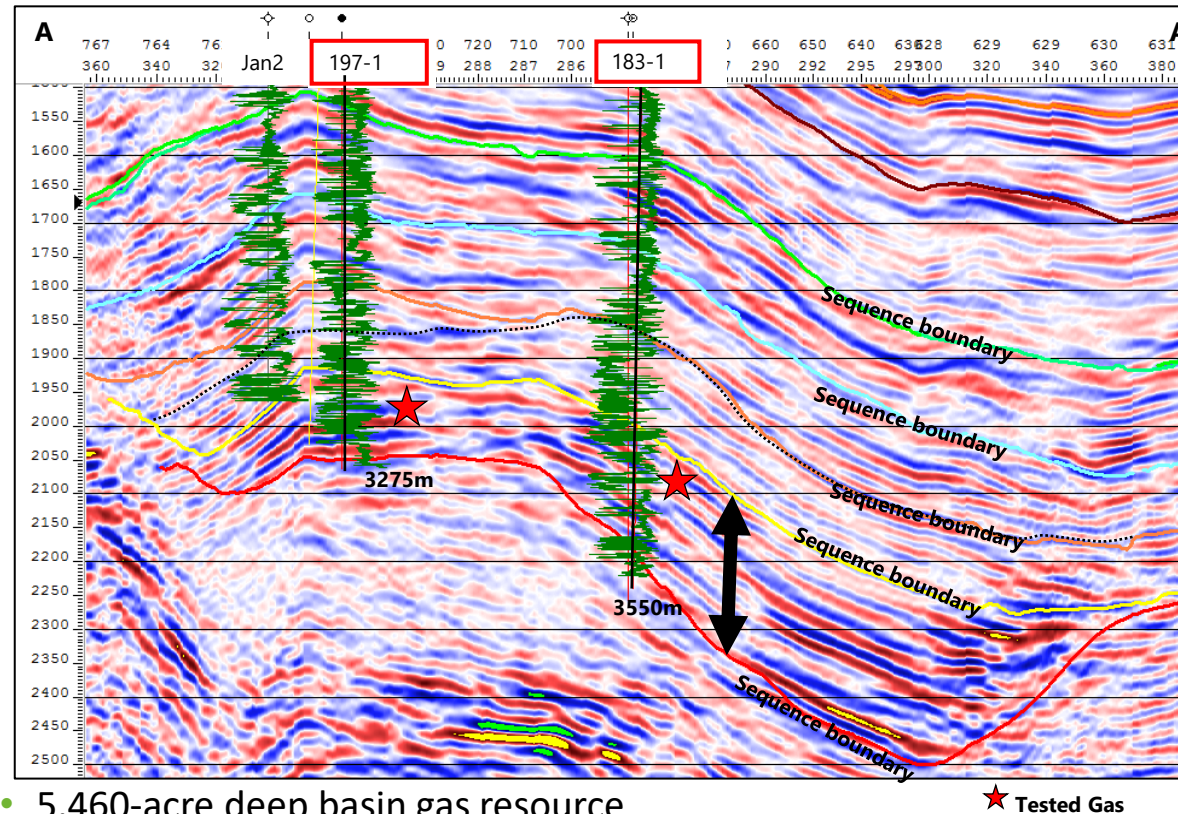 A
767 764 76 0 720 710 700 0 660 650 640 636 628 629 629 630 631
360 340 32 Jan2 197-1 9 288 287 286 183-1 7 290 292 295 297 300 320 340 360 380
1550
1600
1650
1700
1750
1800
1850
1900
1950
2000
2050
2100
2150
2200
2250
2300
2350
2400
2450
2500
Sequence boundary
Sequence boundary
Sequence boundary
Sequence boundary
Sequence boundary
3275m
3550m
• 5,460-acre deep basin gas resource
Tested Gas